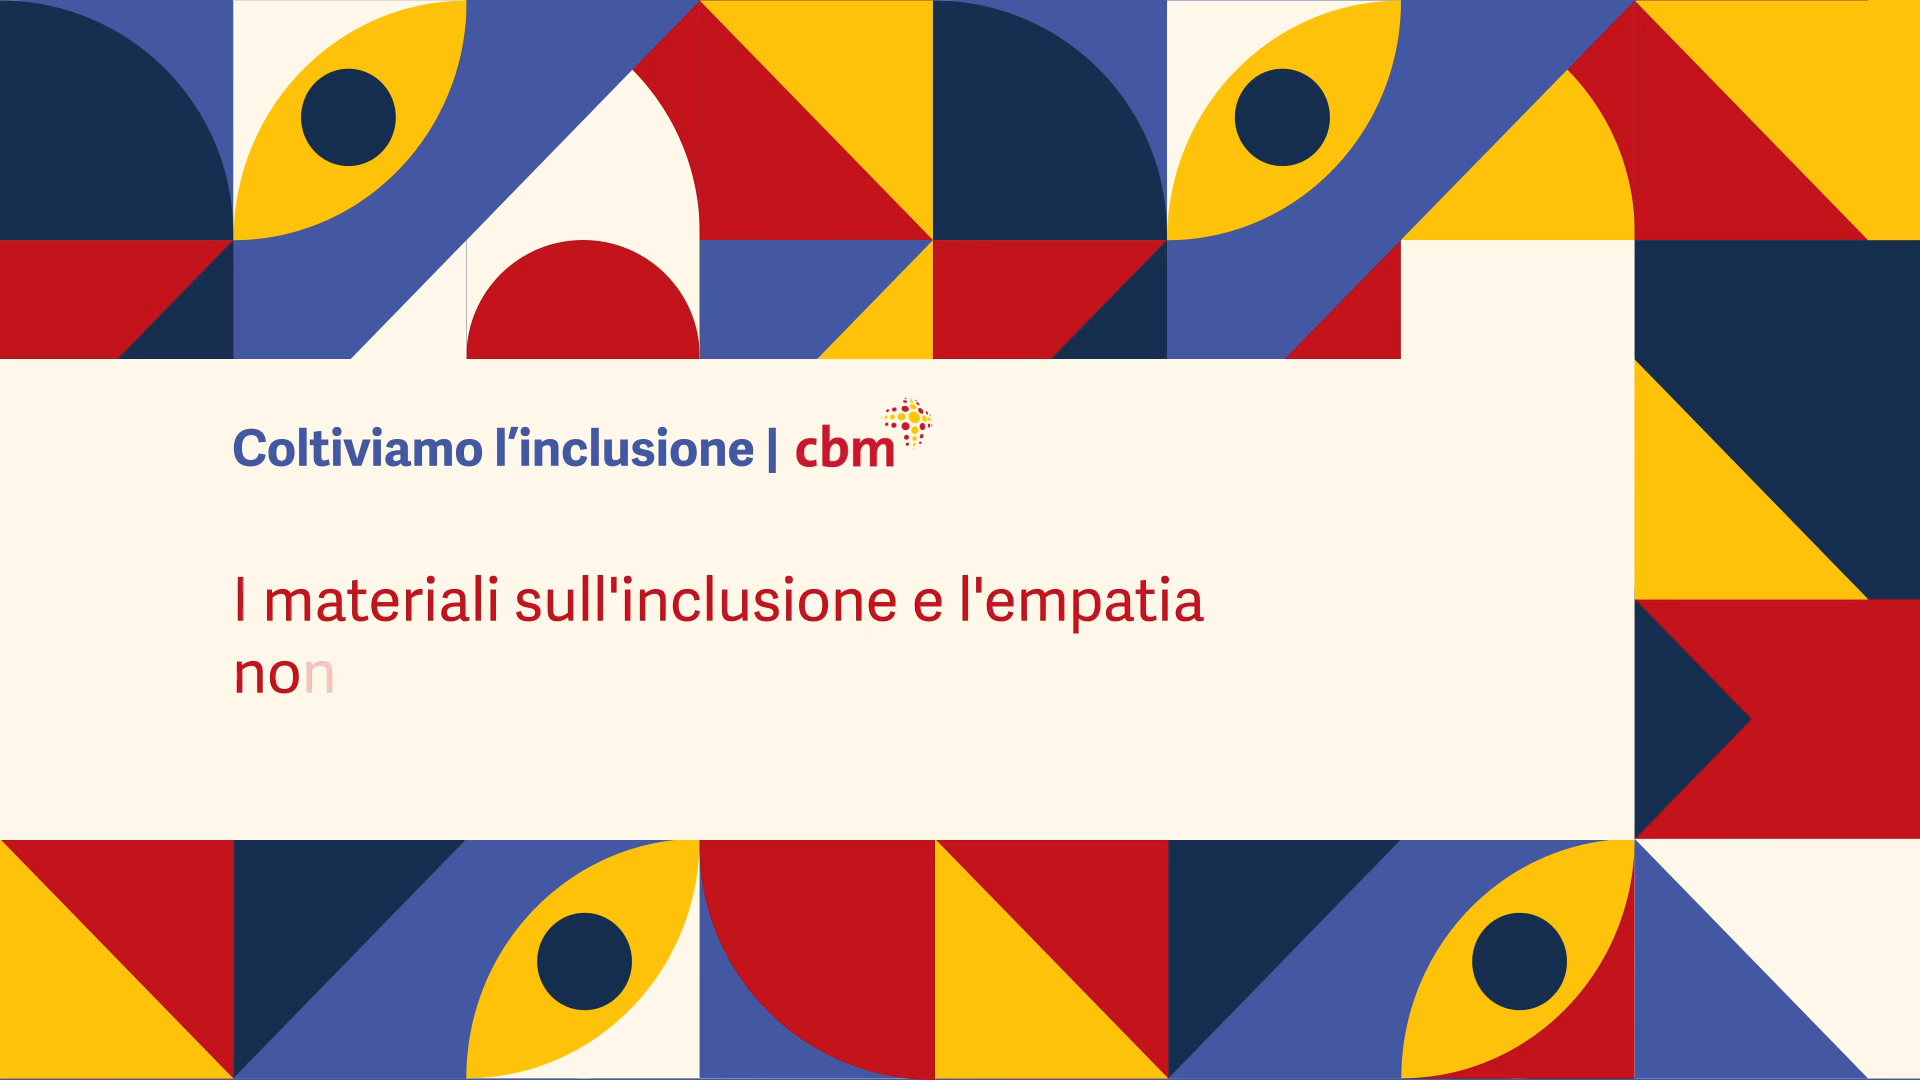 Coltiviamo l’inclusione | cbm
I materiali sull'inclusione e l'empatia
non